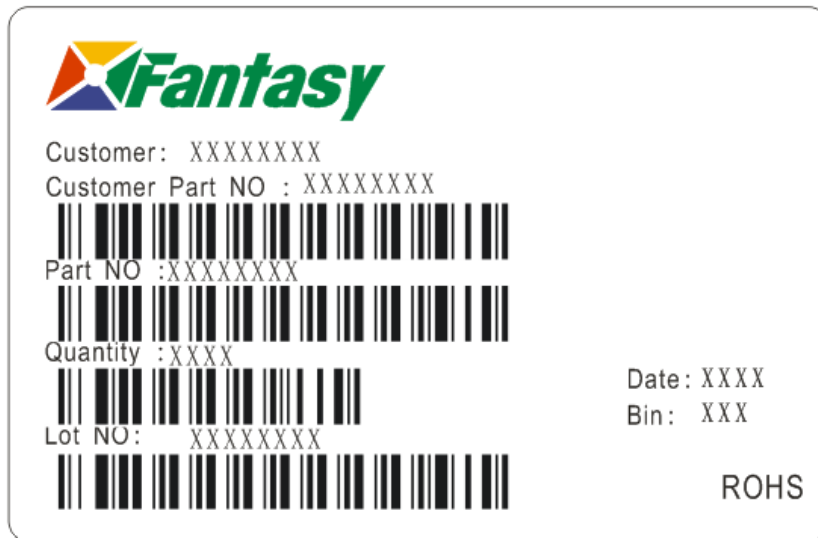 Fantasy
Customer: XXXXXXXX
Customer Part NO : XXXXXXXX
Part NO :XXXXXXXX
Quantity :XXXX
Date: XXXX
Bin: XXX
Lot NO: XXXXXXXX
ROHS